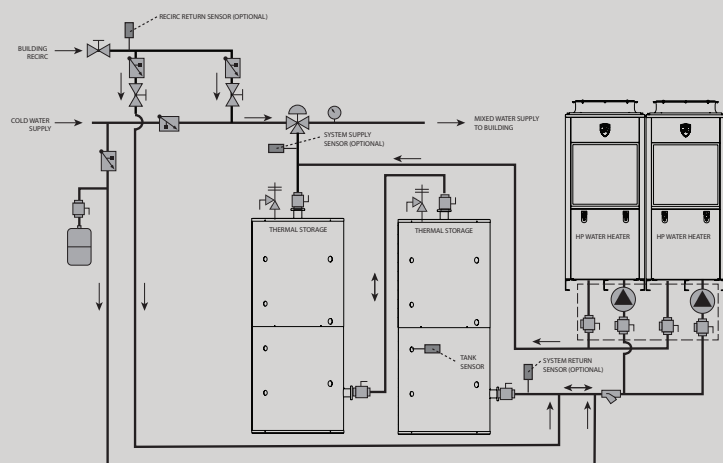 RECIRC RETURN SENSOR (OPTIONAL)
BUILDING
RECIRC
COLD WATER
SUPPLY
MIXED WATER SUPPLY
TO BUILDING
SYSTEM SUPPLY
SENSOR (OPTIONAL)
THERMAL STORAGE
THERMAL STORAGE
HP WATER HEATER
HP WATER HEATER
TANK
SENSOR
SYSTEM RETURN
SENSOR (OPTIONAL)